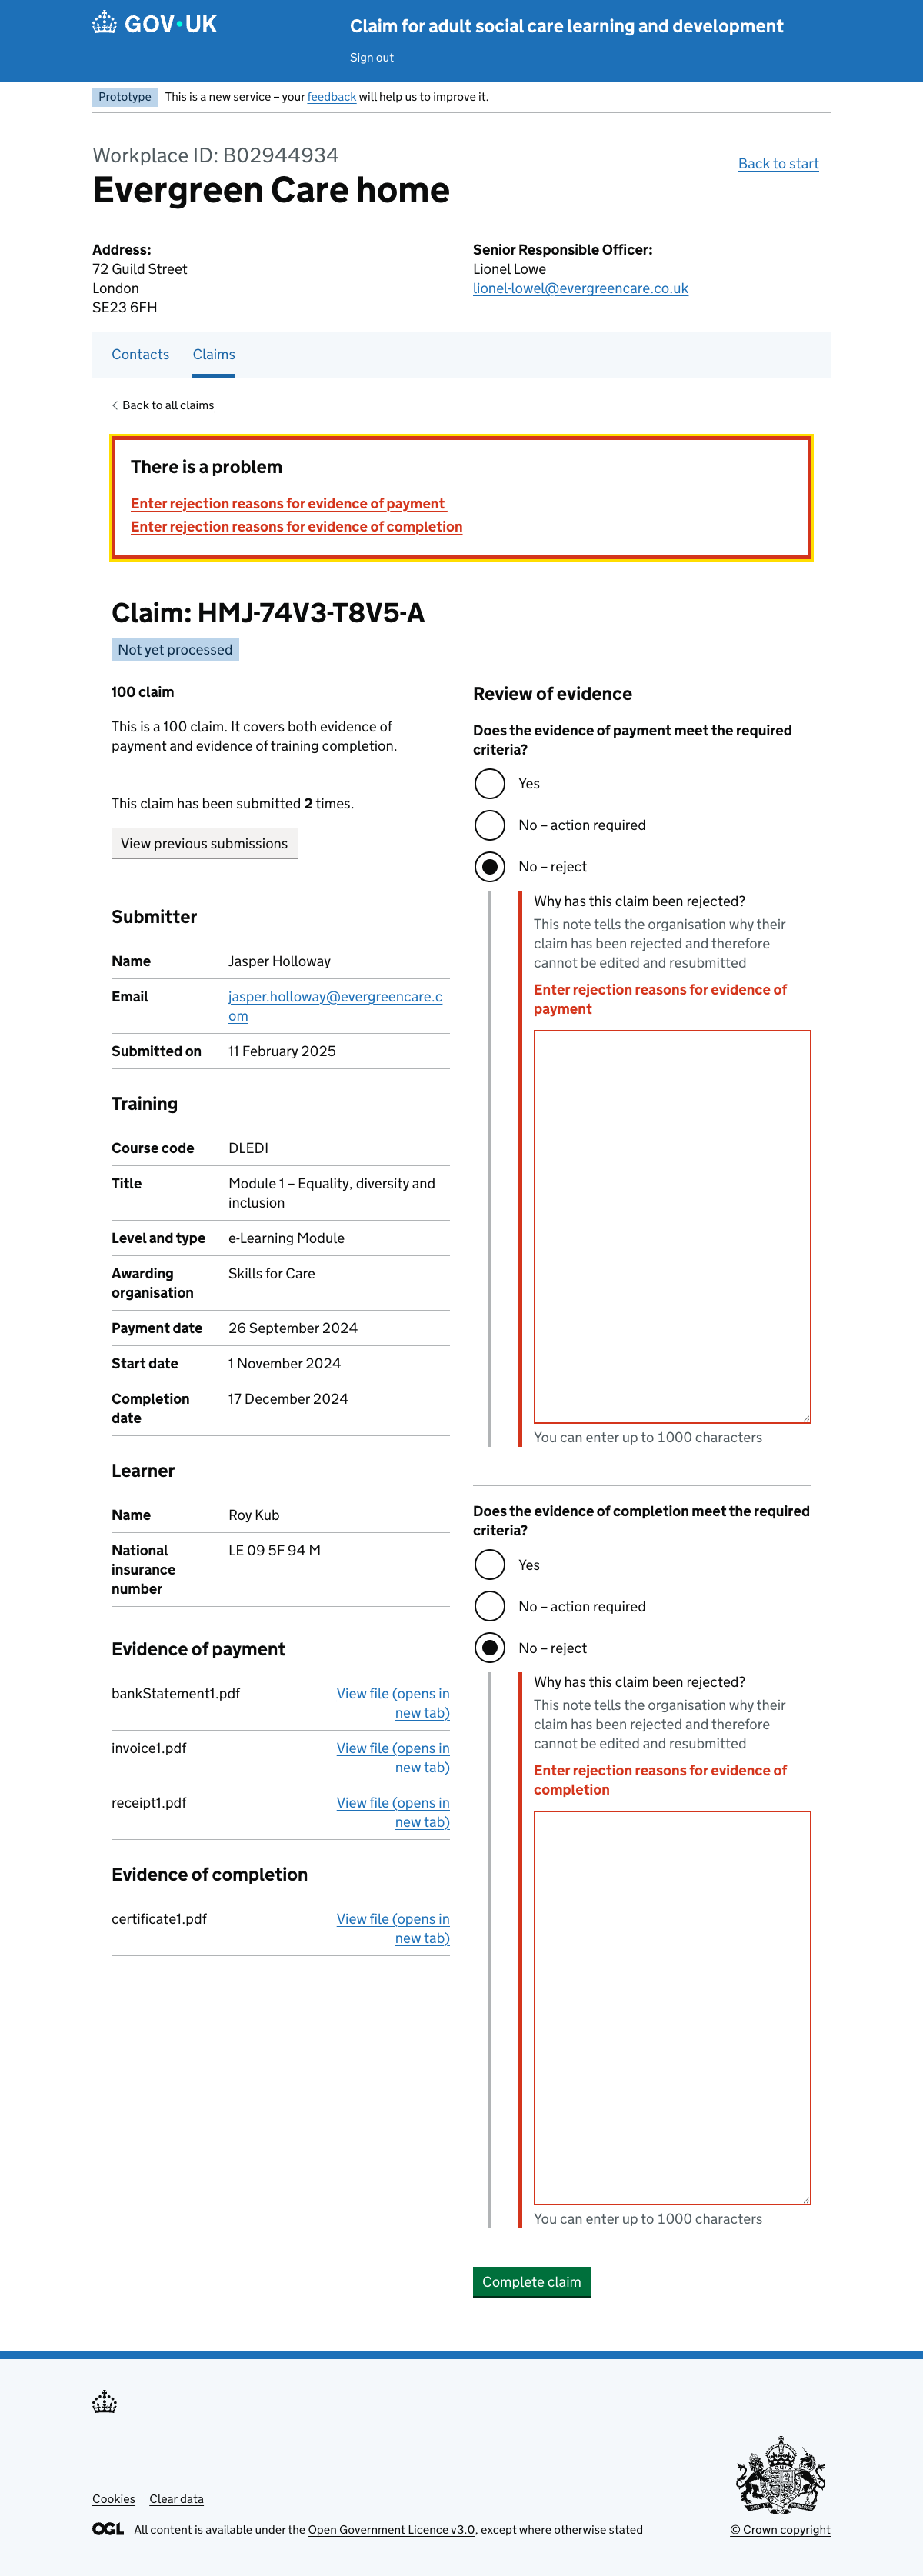 GOV·UK
Claim for adult social care learning and development
Sign out
Prototype
This is a new service – your feedback will help us to improve it.
Workplace ID: B02944934
Back to start
Evergreen Care home
Address:
72 Guild Street
London
SE23 6FH
Senior Responsible Officer:
Lionel Lowe
lionel-lowel@evergreencare.co.uk
Contacts
Claims
Back to all claims
There is a problem
Enter rejection reasons for evidence of payment
Enter rejection reasons for evidence of completion
Claim: HMJ-74V3-T8V5-A
Not yet processed
100 claim
This is a 100 claim. It covers both evidence of
payment and evidence of training completion.
This claim has been submitted 2 times.
View previous submissions
Submitter
Name Jasper Holloway
Email jasper.holloway@evergreencare.c
om
Submitted on 11 February 2025
Training
Course code DLEDI
Title Module 1 – Equality, diversity and
inclusion
Level and type e-Learning Module
Awarding Skills for Care
organisation
Payment date 26 September 2024
Start date 1 November 2024
Completion 17 December 2024
date
Learner
Name Roy Kub
National LE 09 5F 94 M
insurance
number
Evidence of payment
bankStatement1.pdf View file (opens in
new tab)
invoice1.pdf View file (opens in
new tab)
receipt1.pdf View file (opens in
new tab)
Evidence of completion
certificate1.pdf View file (opens in
new tab)
Review of evidence
Does the evidence of payment meet the required
criteria?
Yes
No – action required
No – reject
Why has this claim been rejected?
This note tells the organisation why their
claim has been rejected and therefore
cannot be edited and resubmitted
Enter rejection reasons for evidence of
payment
You can enter up to 1000 characters
Does the evidence of completion meet the required
criteria?
Yes
No – action required
No – reject
Why has this claim been rejected?
This note tells the organisation why their
claim has been rejected and therefore
cannot be edited and resubmitted
Enter rejection reasons for evidence of
completion
You can enter up to 1000 characters
Complete claim
Cookies
Clear data
OGL
All content is available under the Open Government Licence v3.0, except where otherwise stated
© Crown copyright